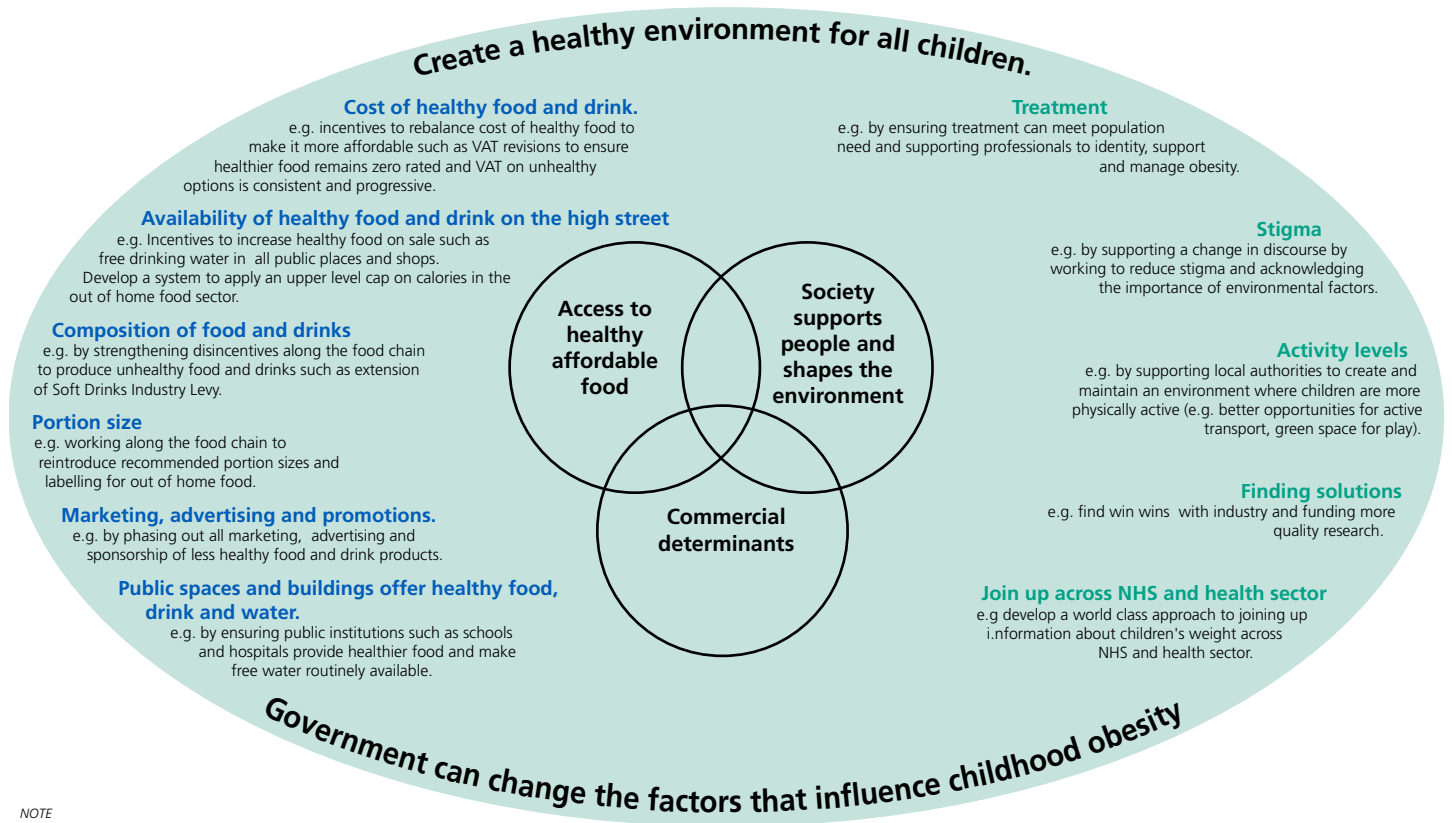 Create a healthy environment for all children.
Cost of healthy food and drink.
e.g. incentives to rebalance cost of healthy food to
make it more affordable such as VAT revisions to ensure
healthier food remains zero rated and VAT on unhealthy
options is consistent and progressive.
Availability of healthy food and drink on the high street
e.g. Incentives to increase healthy food on sale such as
free drinking water in all public places and shops.
Develop a system to apply an upper level cap on calories in the
out of home food sector.
Composition of food and drinks
e.g. by strengthening disincentives along the food chain
to produce unhealthy food and drinks such as extension
of Soft Drinks Industry Levy.
Portion size
e.g. working along the food chain to
reintroduce recommended portion sizes and
labelling for out of home food.
Marketing, advertising and promotions.
e.g. by phasing out all marketing, advertising and
sponsorship of less healthy food and drink products.
Public spaces and buildings offer healthy food,
drink and water.
e.g. by ensuring public institutions such as schools
and hospitals provide healthier food and make
free water routinely available.
Access to
healthy
affordable
food
Society
supports
people and
shapes the
environment
Commercial
determinants
Treatment
e.g. by ensuring treatment can meet population
need and supporting professionals to identity, support
and manage obesity.
Stigma
e.g. by supporting a change in discourse by
working to reduce stigma and acknowledging
the importance of environmental factors.
Activity levels
e.g. by supporting local authorities to create and
maintain an environment where children are more
physically active (e.g. better opportunities for active
transport, green space for play).
Finding solutions
e.g. find win wins with industry and funding more
quality research.
Join up across NHS and health sector
e.g develop a world class approach to joining up
i.nformation about children's weight across
NHS and health sector.
Government can change the factors that influence childhood obesity
NOTE